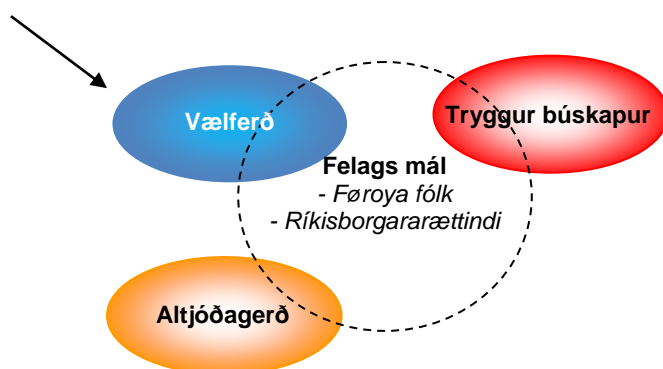 Vælferð
Tryggur búskapur
Felags mál
- Føroya fólk
- Ríkisborgararættindi
Altjóðagerð